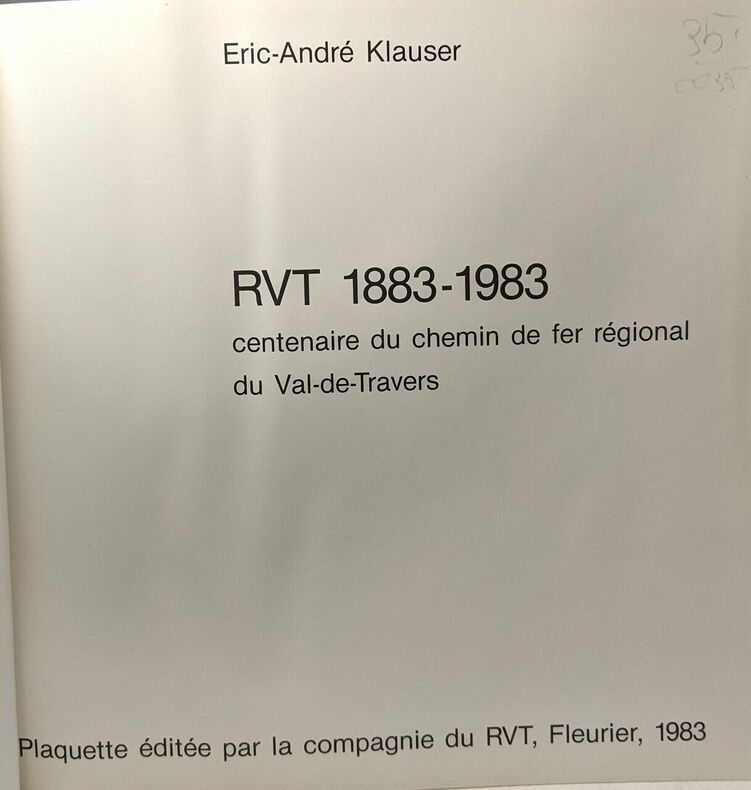 Eric-André Klauser
35.-
RVT 1883-1983
centenaire du chemin de fer régional
du Val-de-Travers
Plaquette éditée par la compagnie du RVT, Fleurier, 1983